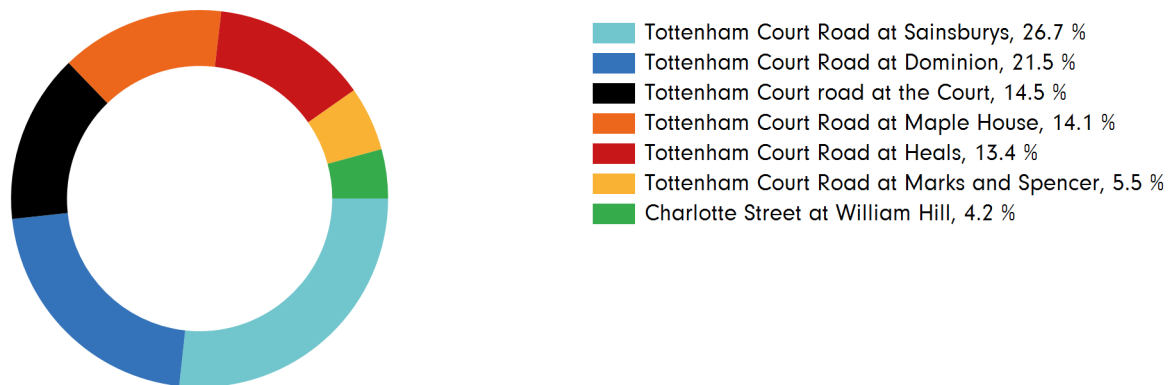 Tottenham Court Road at Sainsburys, 26.7 %
Tottenham Court Road at Dominion, 21.5 %
Tottenham Court road at the Court, 14.5 %
Tottenham Court Road at Maple House, 14.1 %
Tottenham Court Road at Heals, 13.4 %
Tottenham Court Road at Marks and Spencer, 5.5 %
Charlotte Street at William Hill, 4.2 %